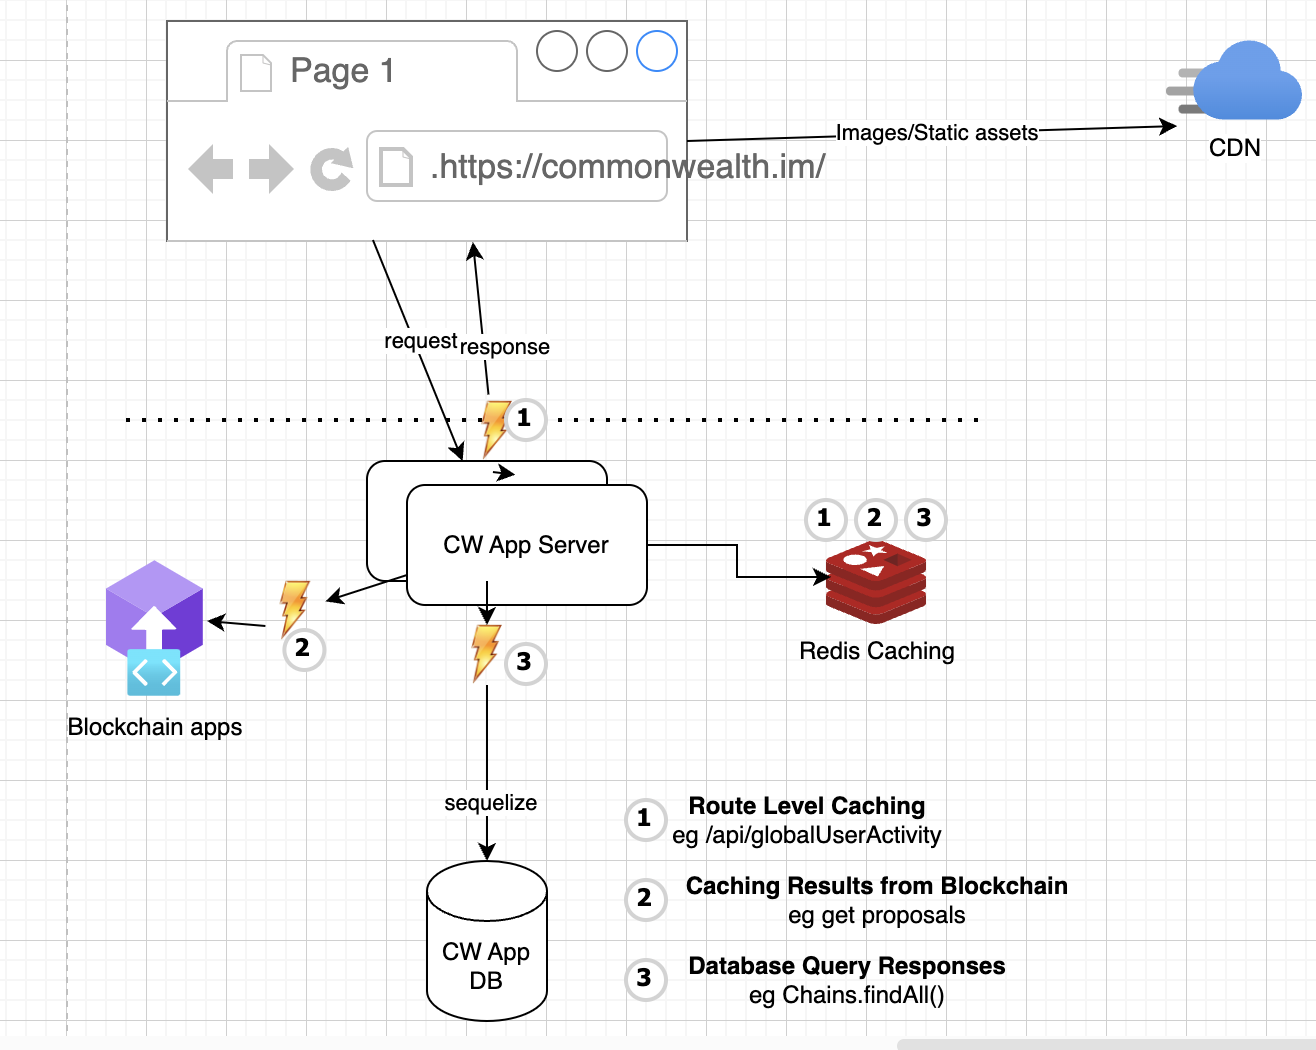 Page 1
.https://commonwealth.im/
Images/Static assets
CDN
request
response
1
CW App Server
1 2 3
Redis Caching
2
3
Blockchain apps
sequelize
CW App
DB
1 Route Level Caching
eg /api/globalUserActivity
2 Caching Results from Blockchain
eg get proposals
3 Database Query Responses
eg Chains.findAll()